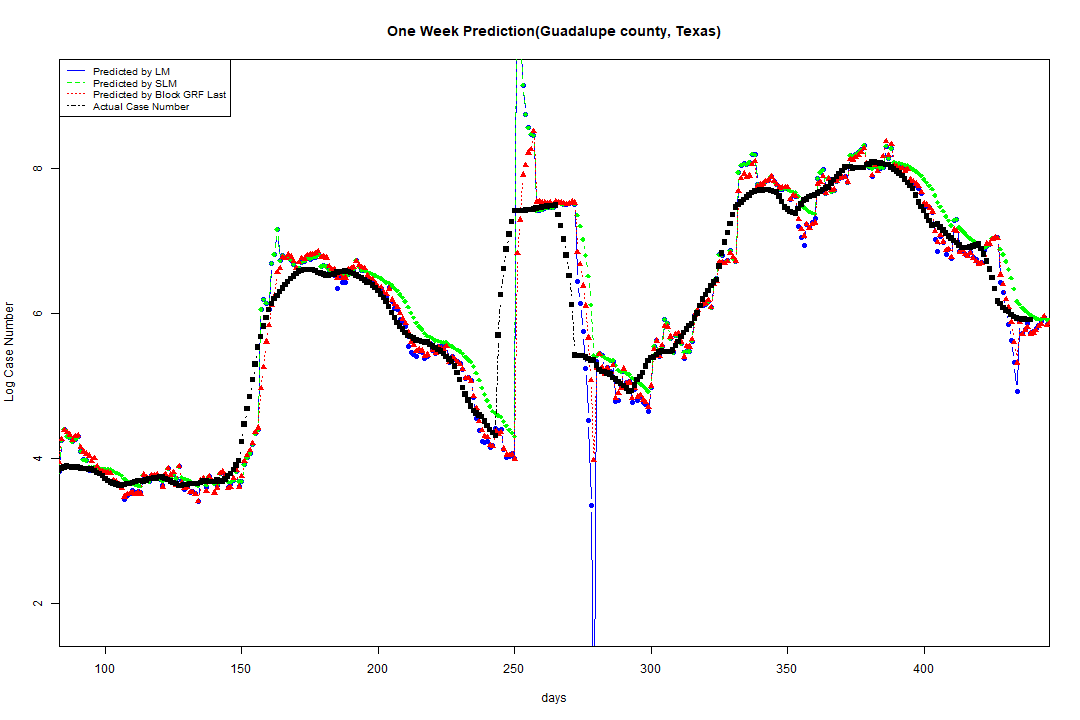 One Week Prediction(Guadalupe county, Texas)
Predicted by LM
Predicted by SLM
Predicted by Block GRF Last
Actual Case Number
Log Case Number
8
6
4
2
100 150 200 250 300 350 400
days